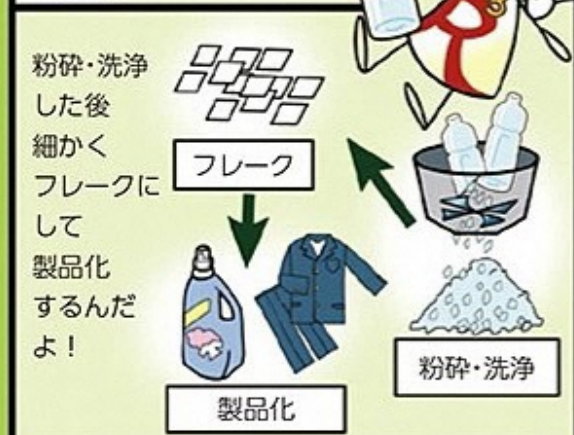 粉砕・洗浄
した後
細かく
フレークに
して
製品化
するんだ
よ！
フレーク
粉砕・洗浄
製品化